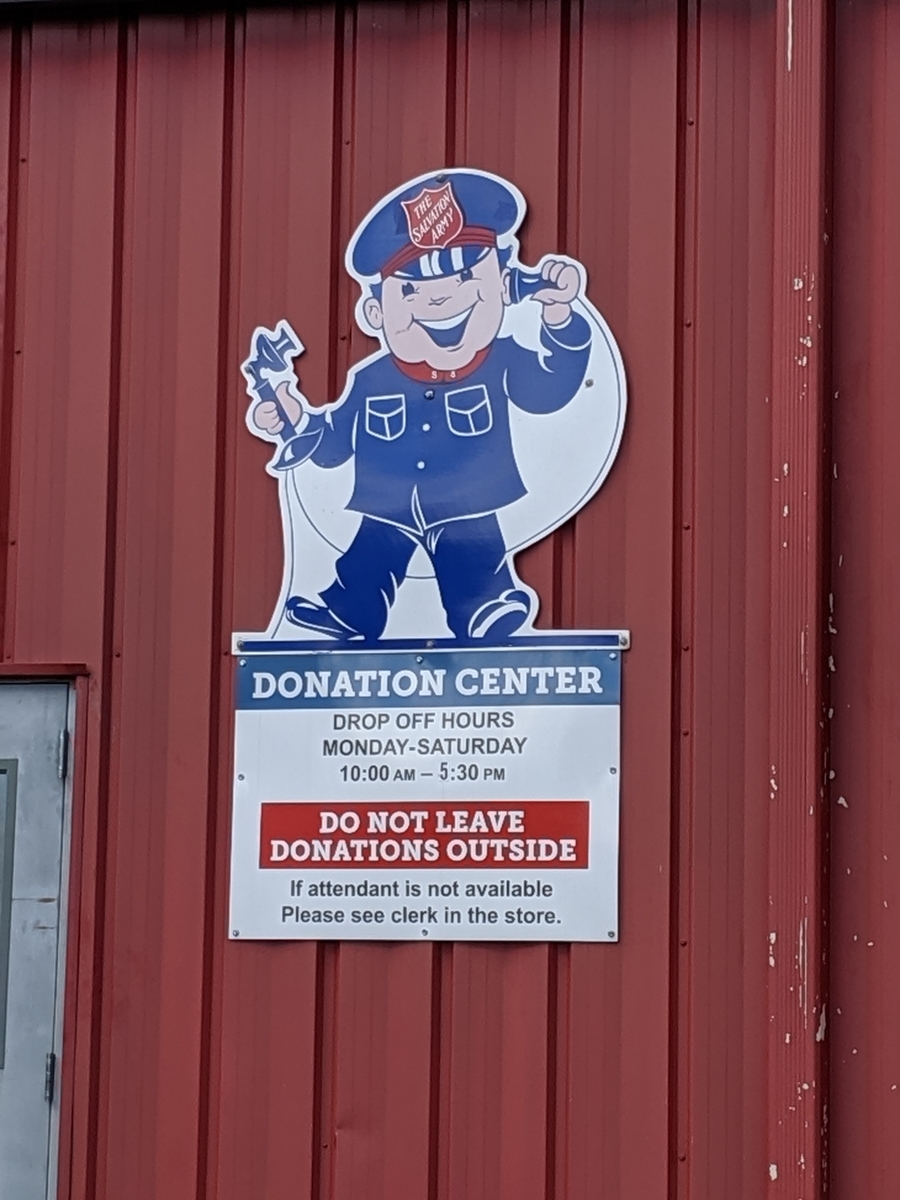 THE
SALVATION
ARMY
S S
DONATION CENTER
DROP OFF HOURS
MONDAY-SATURDAY
10:00 AM – 5:30 PM
DO NOT LEAVE
DONATIONS OUTSIDE
If attendant is not available
Please see clerk in the store.